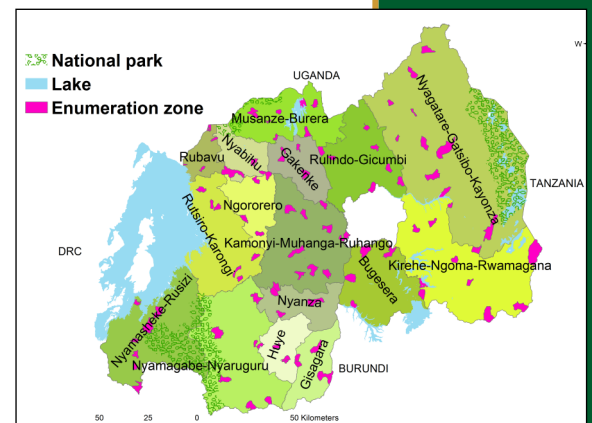 National park
Lake
Enumeration zone
W
UGANDA
Musanze-Burera
Nyagatare-Gatsibo-Kayonza
Rubavu
Nyabihu
Gakenke
Rulindo-Gicumbi
TANZANIA
Ngororero
Rutsiro-Karongi
Kamonyi-Muhanga-Ruhango
DRC
Bugesera
Kirehe-Ngoma-Rwamagana
Nyamasheke-Rusizi
Nyanza
Huye
Gisagara
Nyamagabe-Nyaruguru
BURUNDI
50 25 0 50 Kilometers